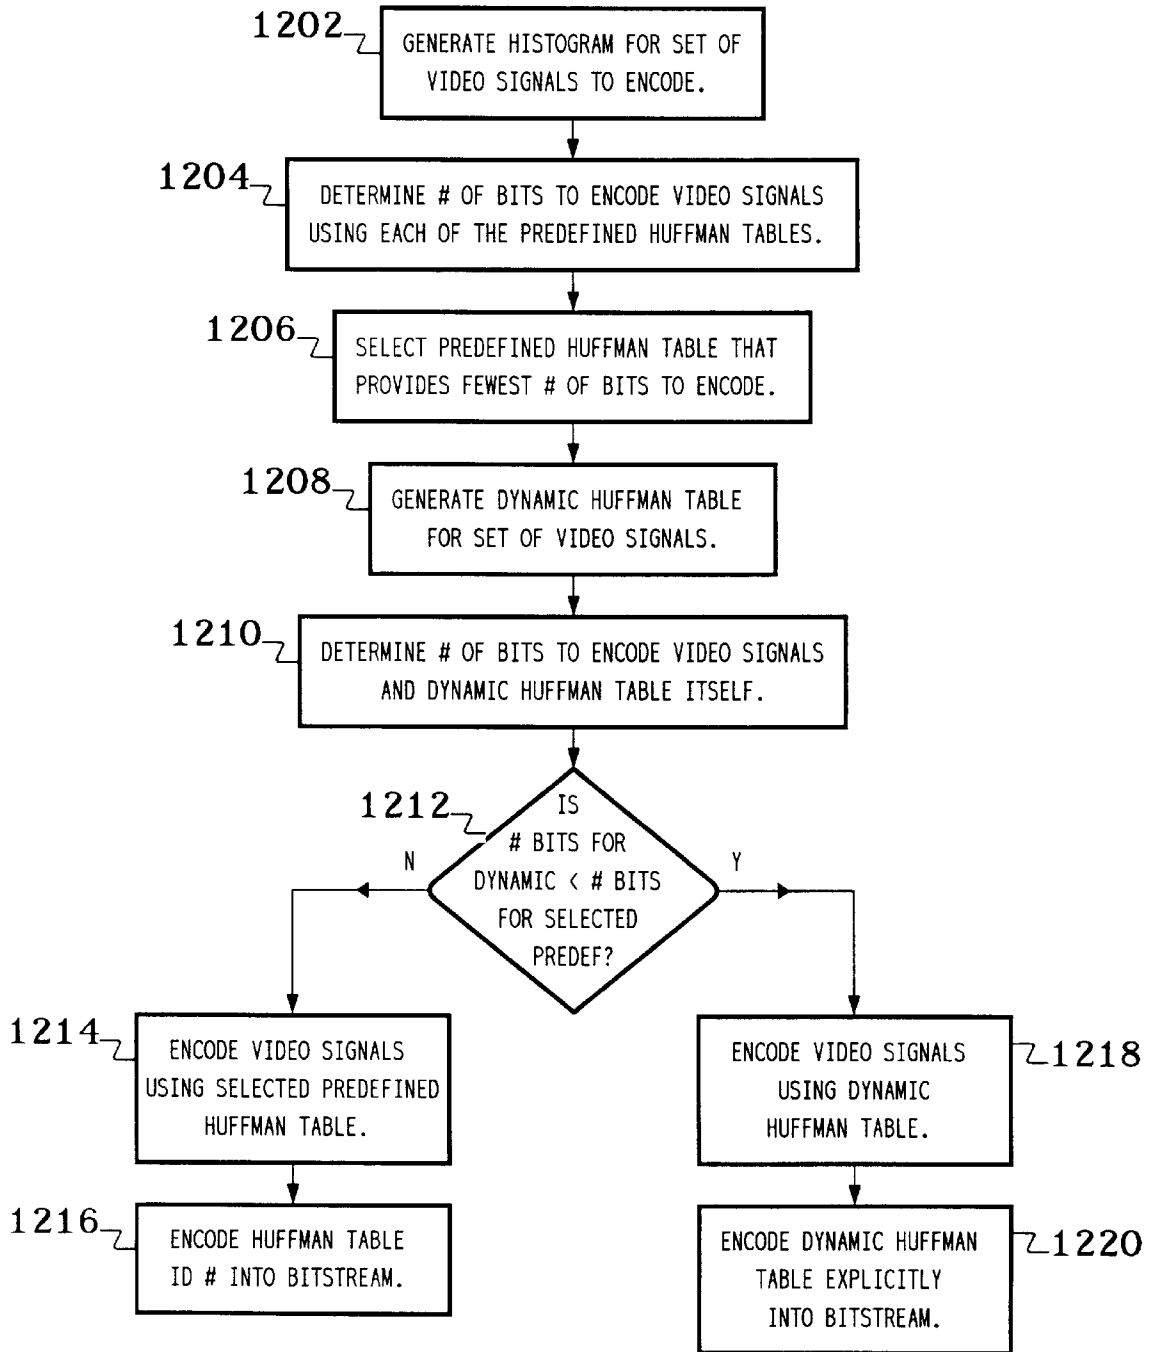 1202
GENERATE HISTOGRAM FOR SET OF
VIDEO SIGNALS TO ENCODE.
1204
DETERMINE # OF BITS TO ENCODE VIDEO SIGNALS
USING EACH OF THE PREDEFINED HUFFMAN TABLES.
1206
SELECT PREDEFINED HUFFMAN TABLE THAT
PROVIDES FEWEST # OF BITS TO ENCODE.
1208
GENERATE DYNAMIC HUFFMAN TABLE
FOR SET OF VIDEO SIGNALS.
1210
DETERMINE # OF BITS TO ENCODE VIDEO SIGNALS
AND DYNAMIC HUFFMAN TABLE ITSELF.
1212
IS
# BITS FOR
DYNAMIC < # BITS
FOR SELECTED
PREDEF?
N
Y
1214
ENCODE VIDEO SIGNALS
USING SELECTED PREDEFINED
HUFFMAN TABLE.
1216
ENCODE HUFFMAN TABLE
ID # INTO BITSTREAM.
1218
ENCODE VIDEO SIGNALS
USING DYNAMIC
HUFFMAN TABLE.
1220
ENCODE DYNAMIC HUFFMAN
TABLE EXPLICITLY
INTO BITSTREAM.